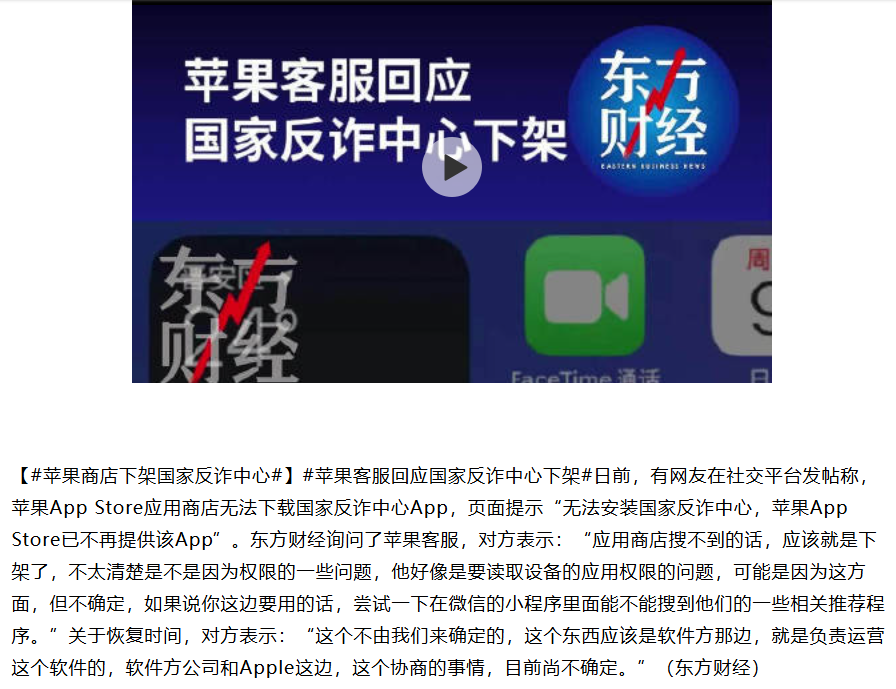 苹果客服回应
国家反诈中心下架
东方
财经
EASTERN BUSINESS NEWS
东方
财经
晋安区
周
9
FaceTime 通话
日
【#苹果商店下架国家反诈中心#】#苹果客服回应国家反诈中心下架#日前，有网友在社交平台发帖称，
苹果App Store应用商店无法下载国家反诈中心App，页面提示“无法安装国家反诈中心，苹果App
Store已不再提供该App”。东方财经询问了苹果客服，对方表示：“应用商店搜不到的话，应该就是下
架了，不太清楚是不是因为权限的一些问题，他好像是要读取设备的应用权限的问题，可能是因为这方
面，但不确定，如果说你这边要用的话，尝试一下在微信的小程序里面能不能搜到他们的一些相关推荐程
序。”关于恢复时间，对方表示：“这个不由我们来确定的，这个东西应该是软件方那边，就是负责运营
这个软件的，软件方公司和Apple这边，这个协商的事情，目前尚不确定。”（东方财经）